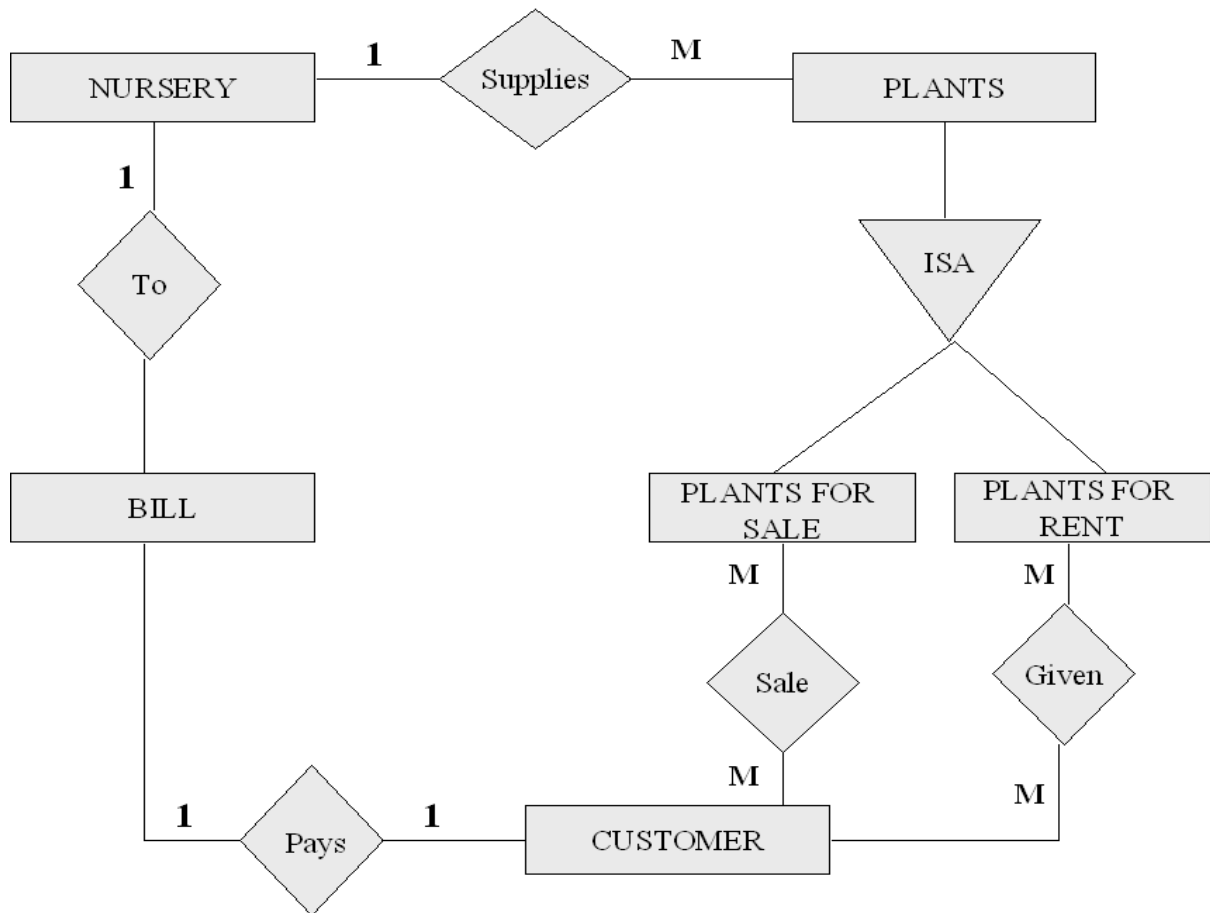 NURSERY
1
Supplies
M
PLANTS
1
To
ISA
BILL
PLANTS FOR
SALE
PLANTS FOR
RENT
M
M
Sale
Given
M
M
1
Pays
1
CUSTOMER